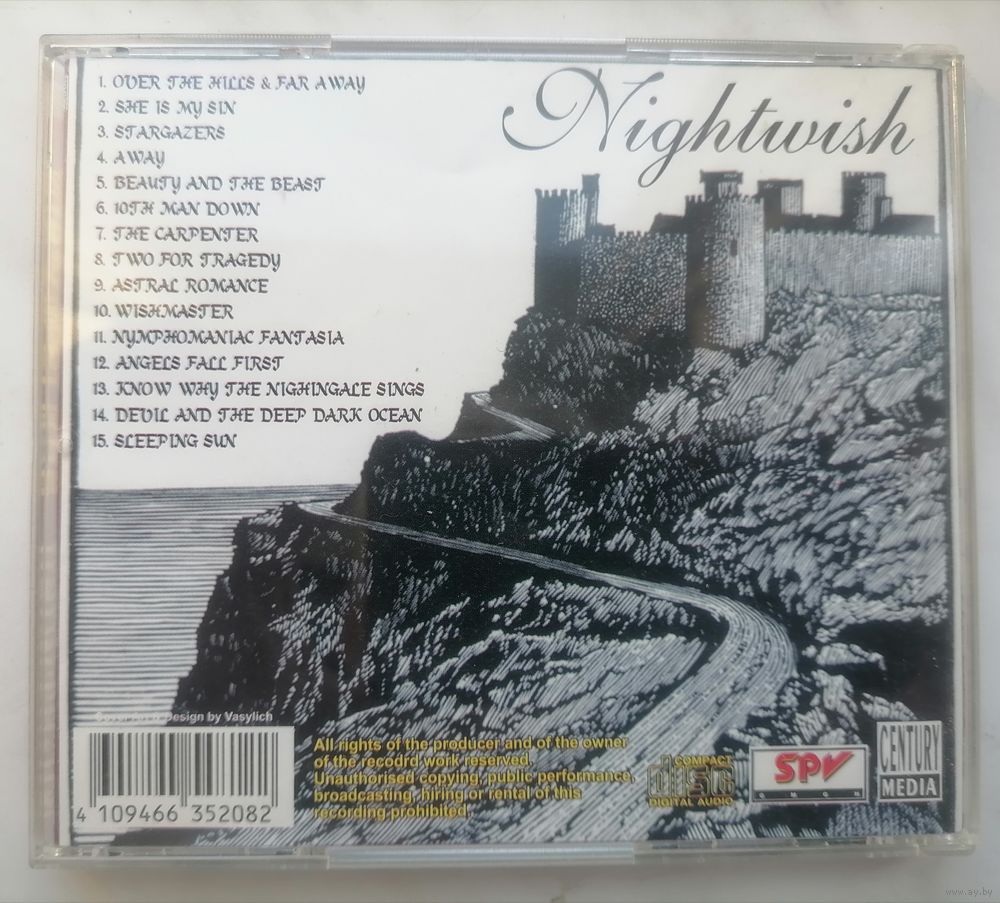 Nightwish
1. OVER THE HILLS & FAR AWAY
2. SHE IS MY SIN
3. STARGAZERS
4. AWAY
5. BEAUTY AND THE BEAST
6. 10TH MAN DOWN
7. THE CARPENTER
8. TWO FOR TRAGEDY
9. ASTRAL ROMANCE
10. WISHMASTER
11. NYMPHOMANIAC FANTASIA
12. ANGELS FALL FIRST
13. KNOW WHY THE NIGHINGALE SINGS
14. DEVIL AND THE DEEP DARK OCEAN
15. SLEEPING SUN
Design by Vasylich
4 109466 352082
All rights of the producer and of the owner
of the recodrd work reserved.
Unauthorised copying, public performance,
broadcasting, hiring or rental of this
recording prohibited.
COMPACT
disc
DIGITAL AUDIO
SPV
CENTURY
MEDIA
www.ay.by